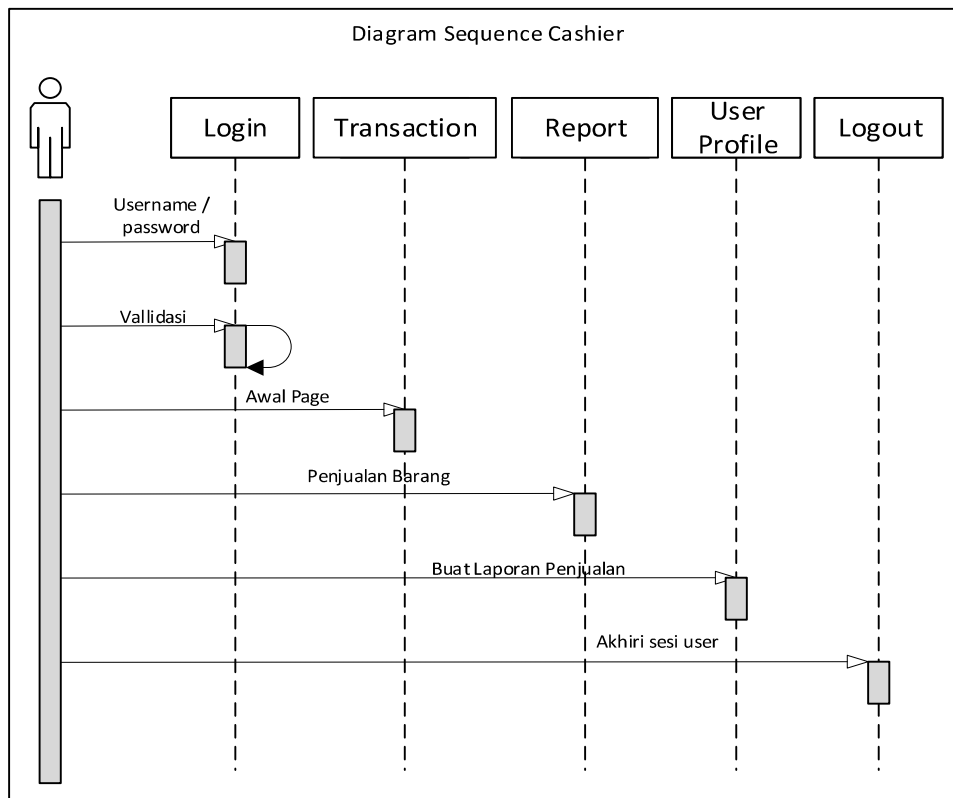 Diagram Sequence Cashier
Login
Transaction
Report
User
Profile
Logout
Username /
password
Vallidasi
Awal Page
Penjualan Barang
Buat Laporan Penjualan
Akhiri sesi user